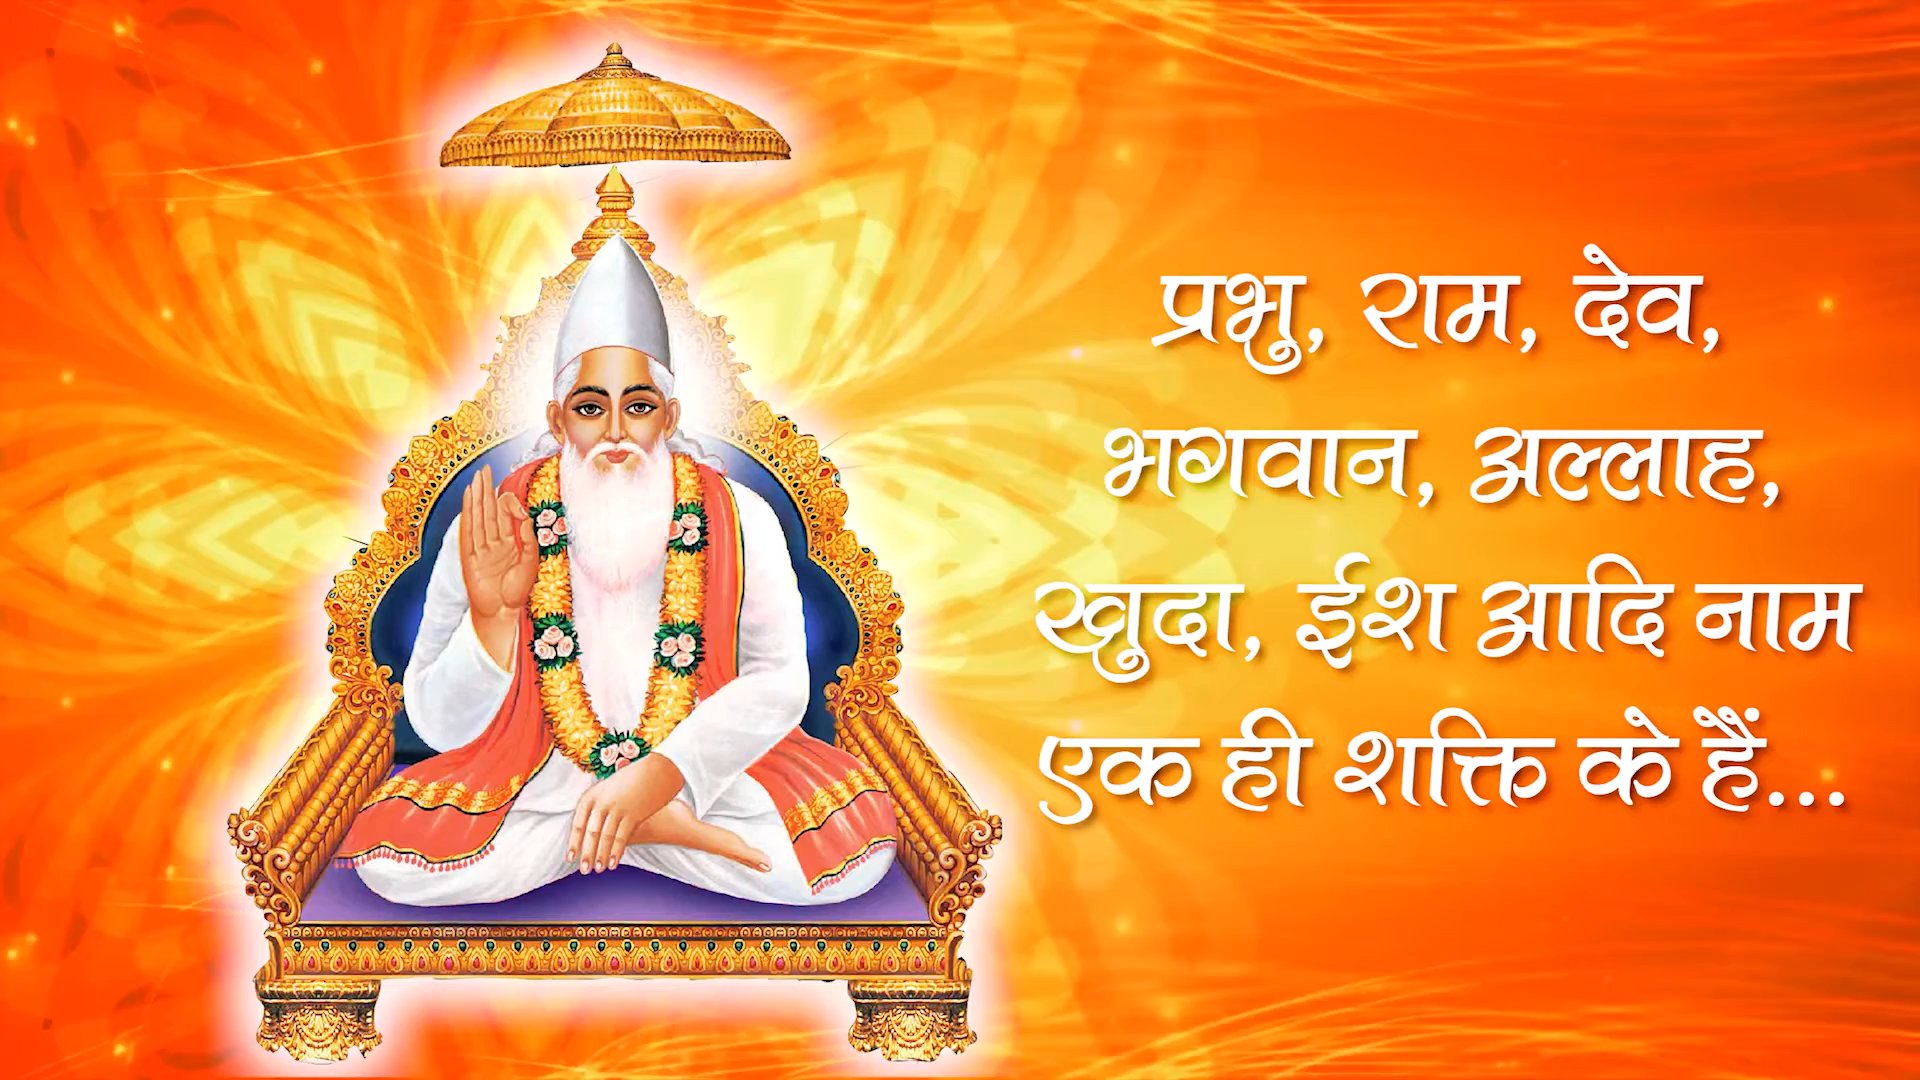 प्रभु, राम, देव,
भगवान, अल्लाह,
खुदा, ईश आदि नाम
एक ही शक्ति के हैं...